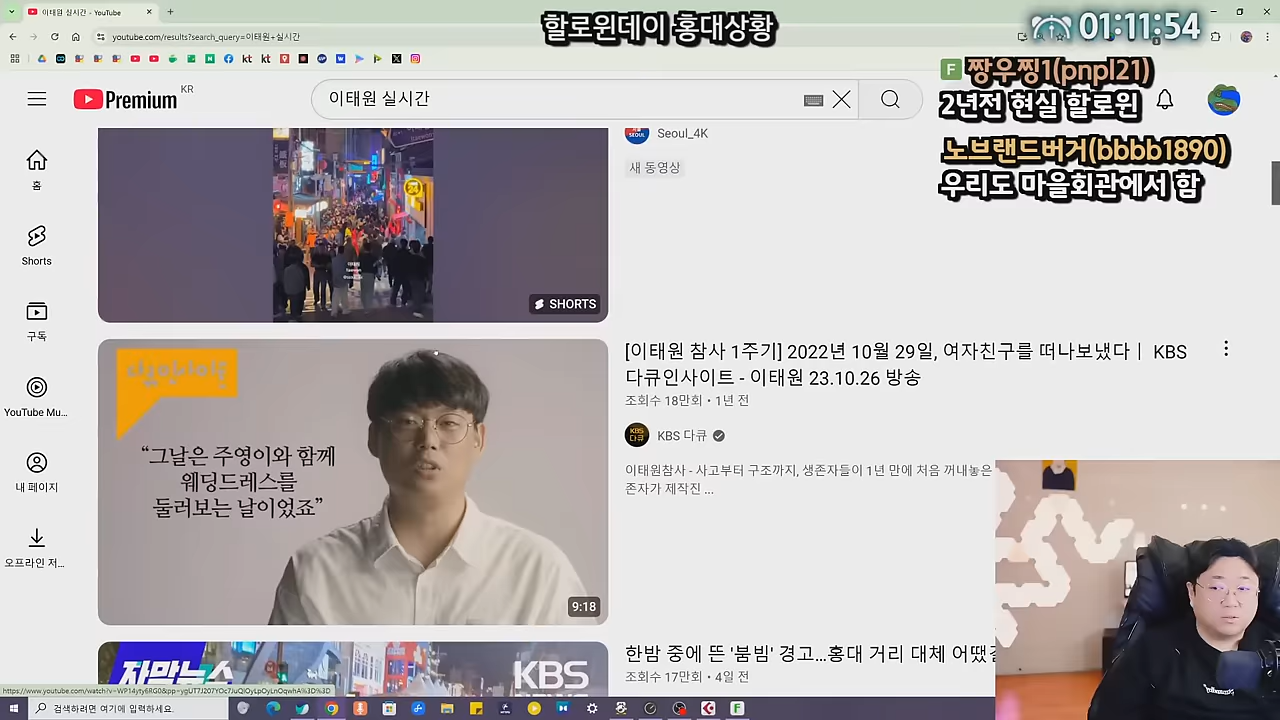 이태원 실시간 - YouTube
할로윈데이 홍대상황
01:11:54
youtube.com/results?search_query=이태원+실시간
F 짱우찡1(pnpl21)
2년전 현실 할로윈
Premium KR
이태원 실시간
노브랜드버거(bbbb1890)
우리도 마을회관에서 함
홈
Shorts
구독
YouTube Mu...
내 페이지
오프라인 저...
Seoul_4K
새 동영상
SHORTS
[이태원 참사 1주기] 2022년 10월 29일, 여자친구를 떠나보냈다ㅣ KBS
다큐인사이트 - 이태원 23.10.26 방송
조회수 18만회 • 1년 전
KBS 다큐
이태원참사 - 사고부터 구조까지, 생존자들이 1년 만에 처음 꺼내놓은
존자가 제작진 ...
“그날은 주영이와 함께
웨딩드레스를
둘러보는 날이었죠”
9:18
자막뉴스
KBS
NEWS
한밤 중에 뜬 '붐빔' 경고...홍대 거리 대체 어땠
조회수 17만회 • 4일 전
검색하려면 여기에 입력하세요.